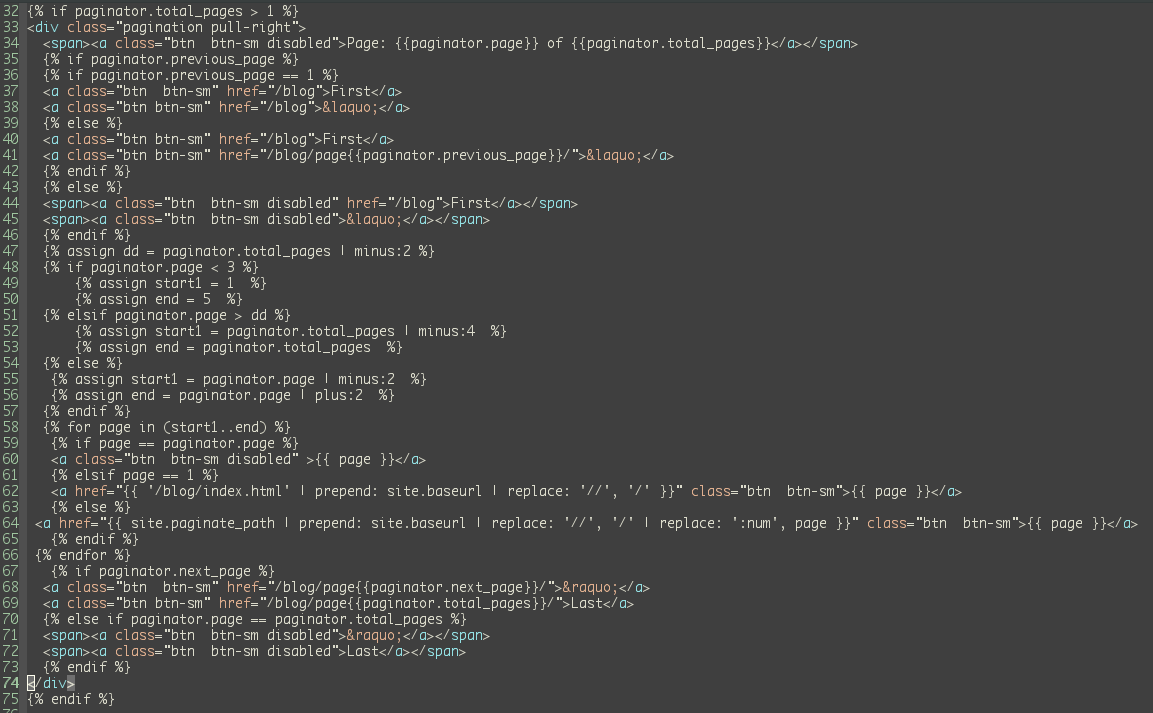 32 {% if paginator.total_pages > 1 %}
33 <div class="pagination pull-right">
34   <span><a class="btn  btn-sm disabled">Page: {{paginator.page}} of {{paginator.total_pages}}</a></span>
35   {% if paginator.previous_page %}
36   {% if paginator.previous_page == 1 %}
37   <a class="btn  btn-sm" href="/blog">First</a>
38   <a class="btn btn-sm" href="/blog">&laquo;</a>
39   {% else %}
40   <a class="btn btn-sm" href="/blog">First</a>
41   <a class="btn btn-sm" href="/blog/page{{paginator.previous_page}}/">&laquo;</a>
42   {% endif %}
43   {% else %}
44   <span><a class="btn  btn-sm disabled" href="/blog">First</a></span>
45   <span><a class="btn  btn-sm disabled">&laquo;</a></span>
46   {% endif %}
47   {% assign dd = paginator.total_pages | minus:2 %}
48   {% if paginator.page < 3 %}
49       {% assign start1 = 1  %}
50       {% assign end = 5  %}
51   {% elsif paginator.page > dd %}
52       {% assign start1 = paginator.total_pages | minus:4  %}
53       {% assign end = paginator.total_pages  %}
54   {% else %}
55    {% assign start1 = paginator.page | minus:2  %}
56    {% assign end = paginator.page | plus:2  %}
57   {% endif %}
58   {% for page in (start1..end) %}
59    {% if page == paginator.page %}
60    <a class="btn  btn-sm disabled" >{{ page }}</a>
61    {% elsif page == 1 %}
62    <a href="{{ '/blog/index.html' | prepend: site.baseurl | replace: '//', '/' }}" class="btn  btn-sm">{{ page }}</a>
63    {% else %}
64  <a href="{{ site.paginate_path | prepend: site.baseurl | replace: '//', '/' | replace: ':num', page }}" class="btn  btn-sm">{{ page }}</a>
65    {% endif %}
66  {% endfor %}
67    {% if paginator.next_page %}
68   <a class="btn  btn-sm" href="/blog/page{{paginator.next_page}}/">&raquo;</a>
69   <a class="btn btn-sm" href="/blog/page{{paginator.total_pages}}/">Last</a>
70   {% else if paginator.page == paginator.total_pages %}
71   <span><a class="btn  btn-sm disabled">&raquo;</a></span>
72   <span><a class="btn  btn-sm disabled">Last</a></span>
73   {% endif %}
74 </div>
75 {% endif %}